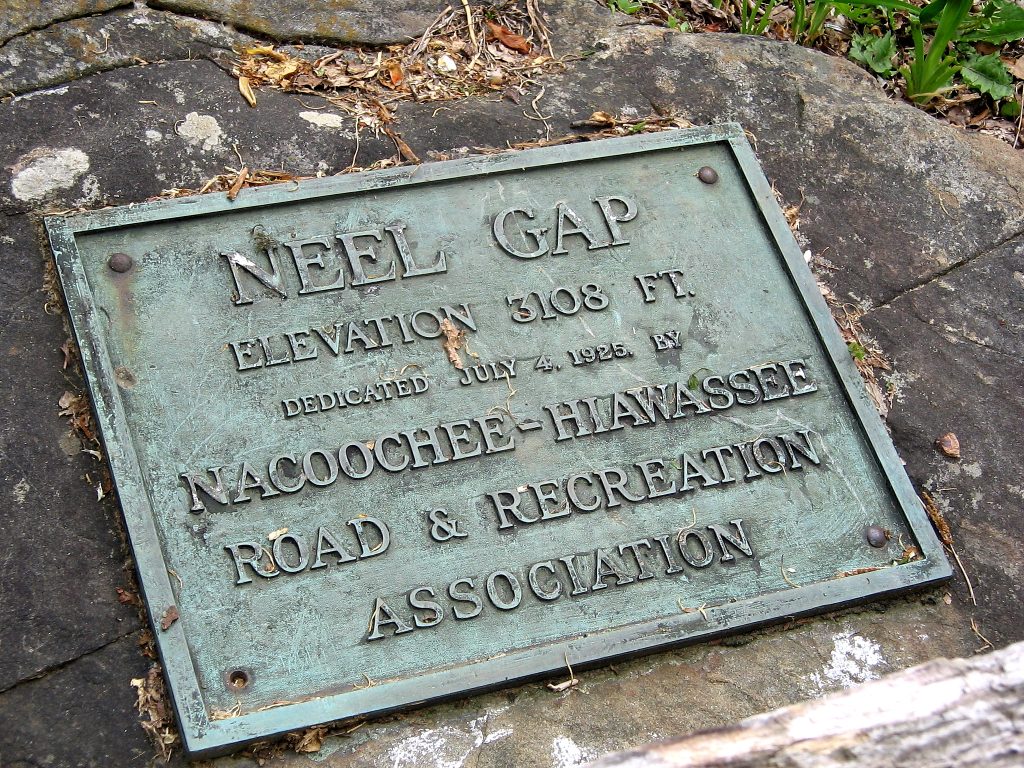 NEEL GAP
ELEVATION 3108 FT.
DEDICATED JULY 4, 1925. BY
NACOOCHEE-HIAWASSEE
ROAD & RECREATION
ASSOCIATION